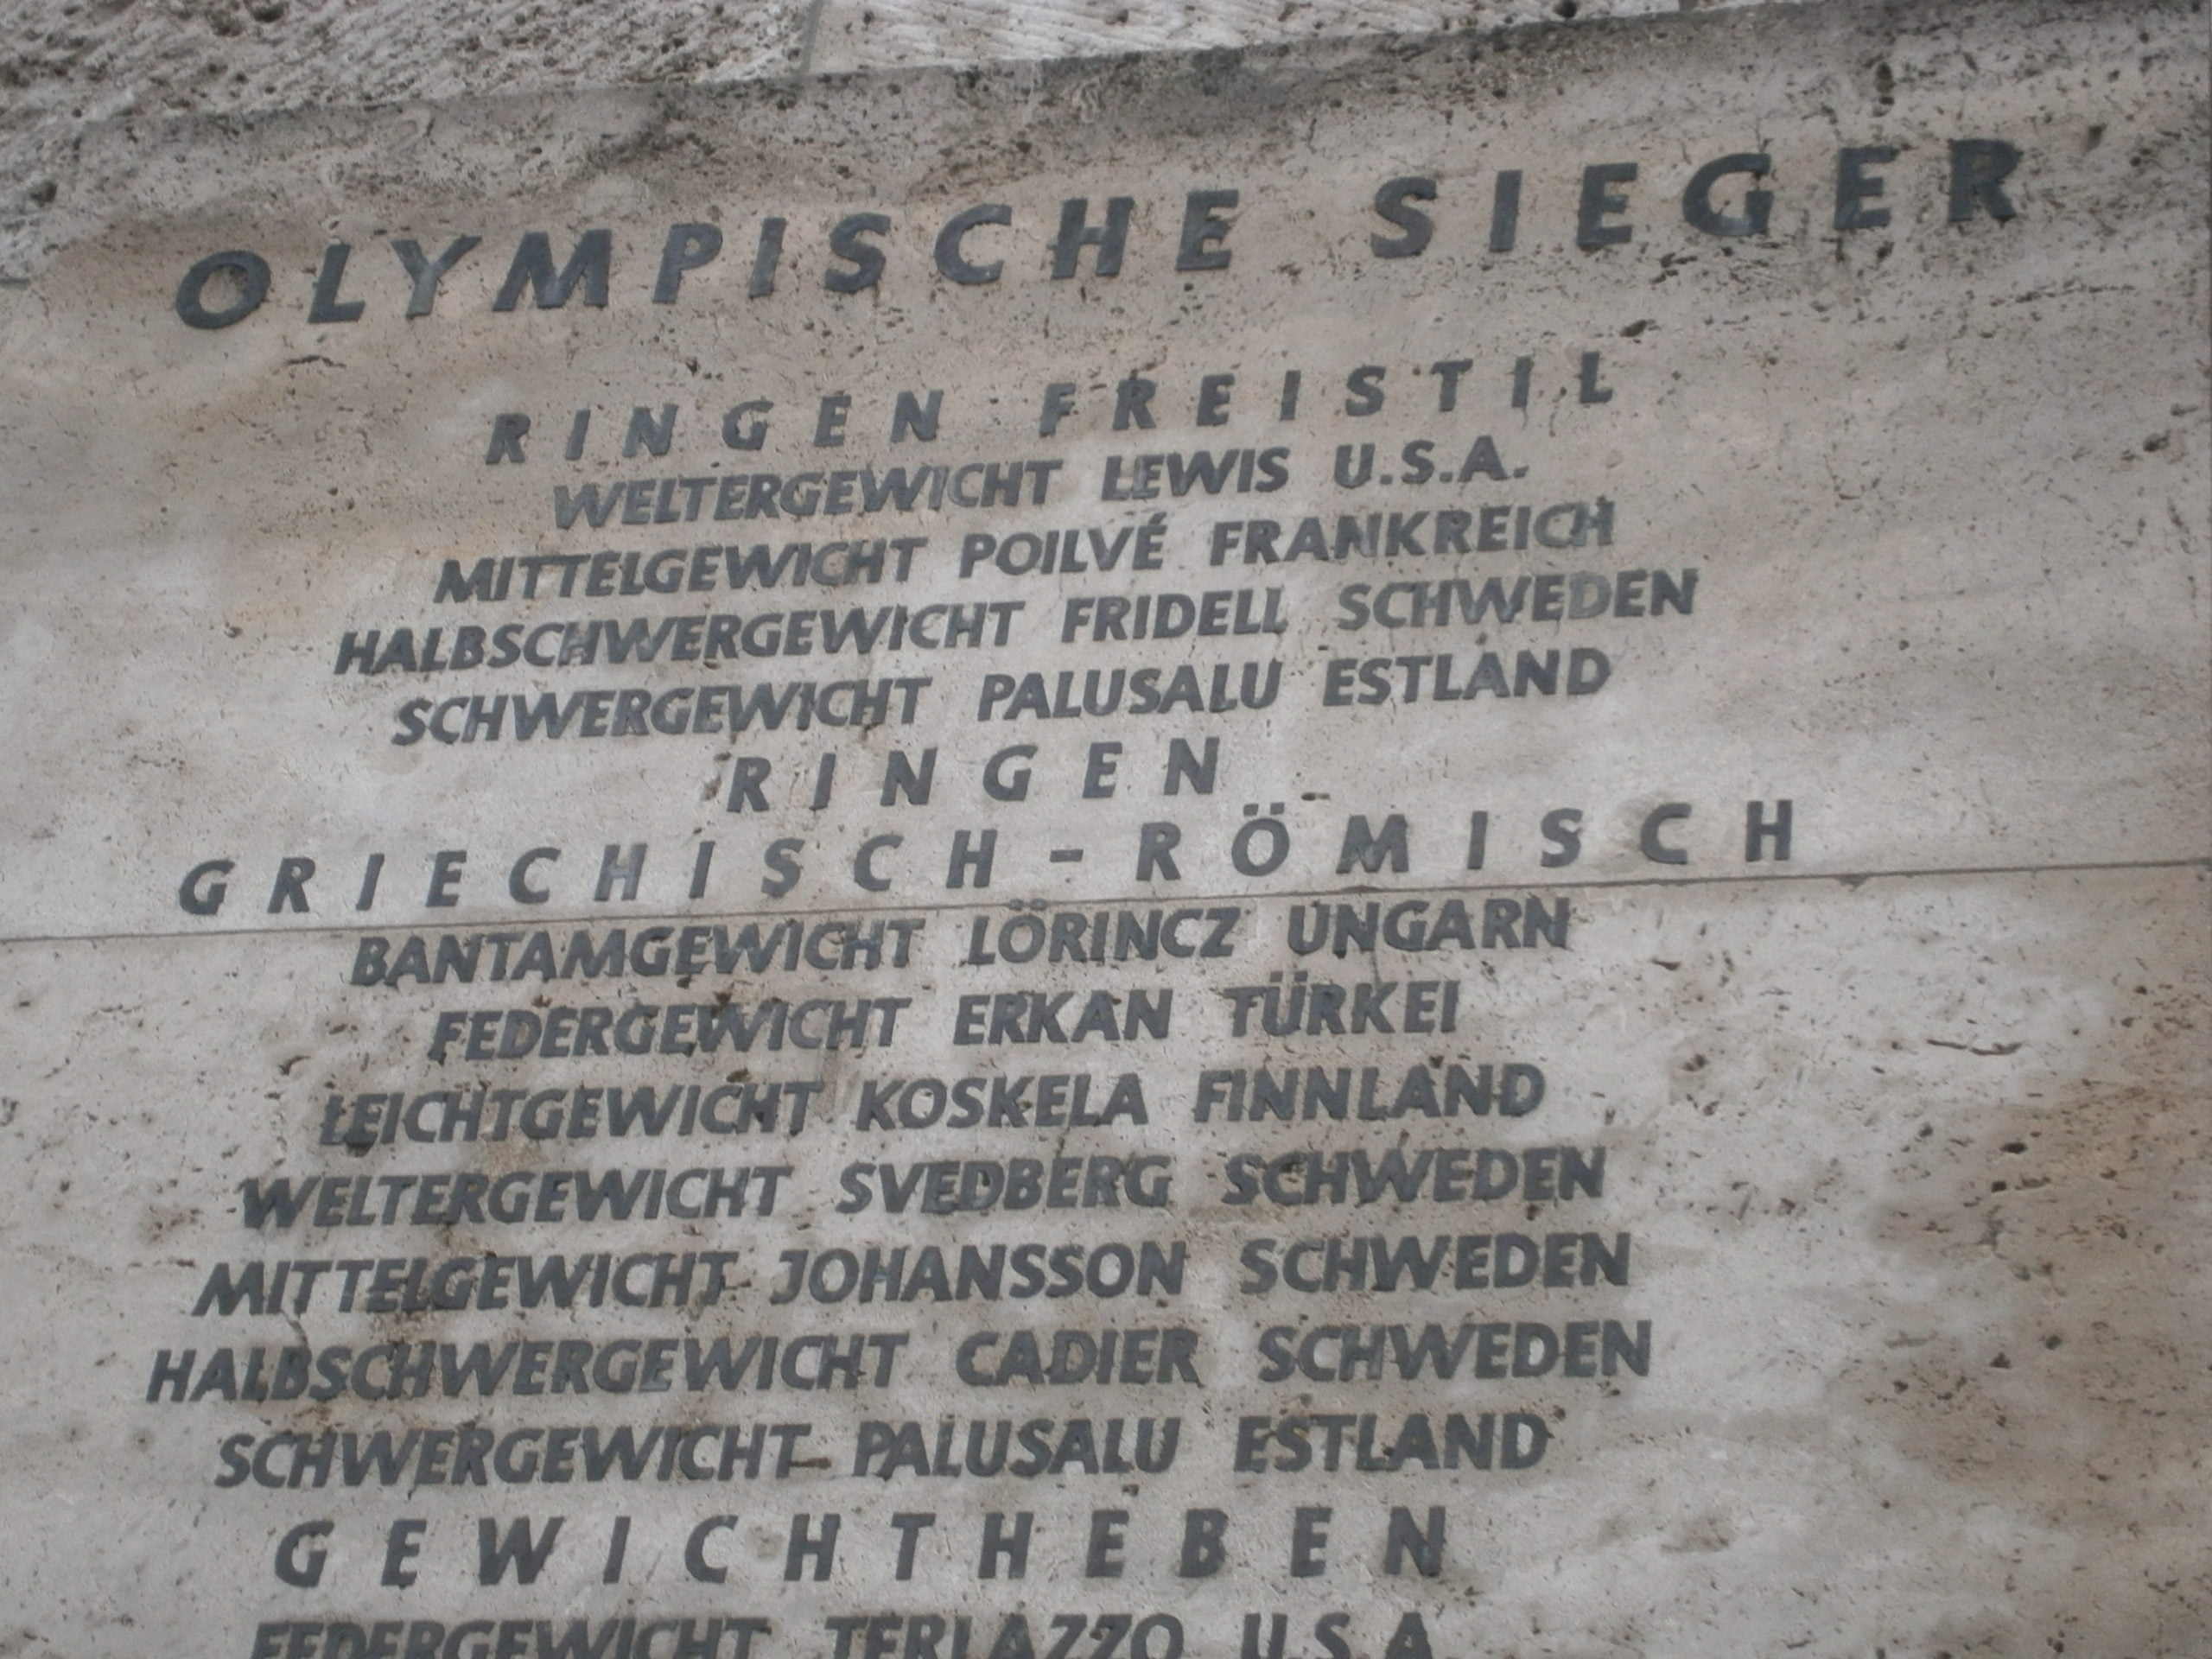 OLYMPISCHE SIEGER
RINGEN FREISTIL
WELTERGEWICHT LEWIS U.S.A.
MITTELGEWICHT POILVÉ FRANKREICH
HALBSCHWERGEWICHT FRIDELL SCHWEDEN
SCHWERGEWICHT PALUSALU ESTLAND
RINGEN
GRIECHISCH-RÖMISCH
BANTAMGEWICHT LÖRINCZ UNGARN
FEDERGEWICHT ERKAN TÜRKEI
LEICHTGEWICHT KOSKELA FINNLAND
WELTERGEWICHT SVEDBERG SCHWEDEN
MITTELGEWICHT JOHANSSON SCHWEDEN
HALBSCHWERGEWICHT CADIER SCHWEDEN
SCHWERGEWICHT PALUSALU ESTLAND
GEWICHTHEBEN
FEDERGEWICHT TERLAZZO U.S.A.